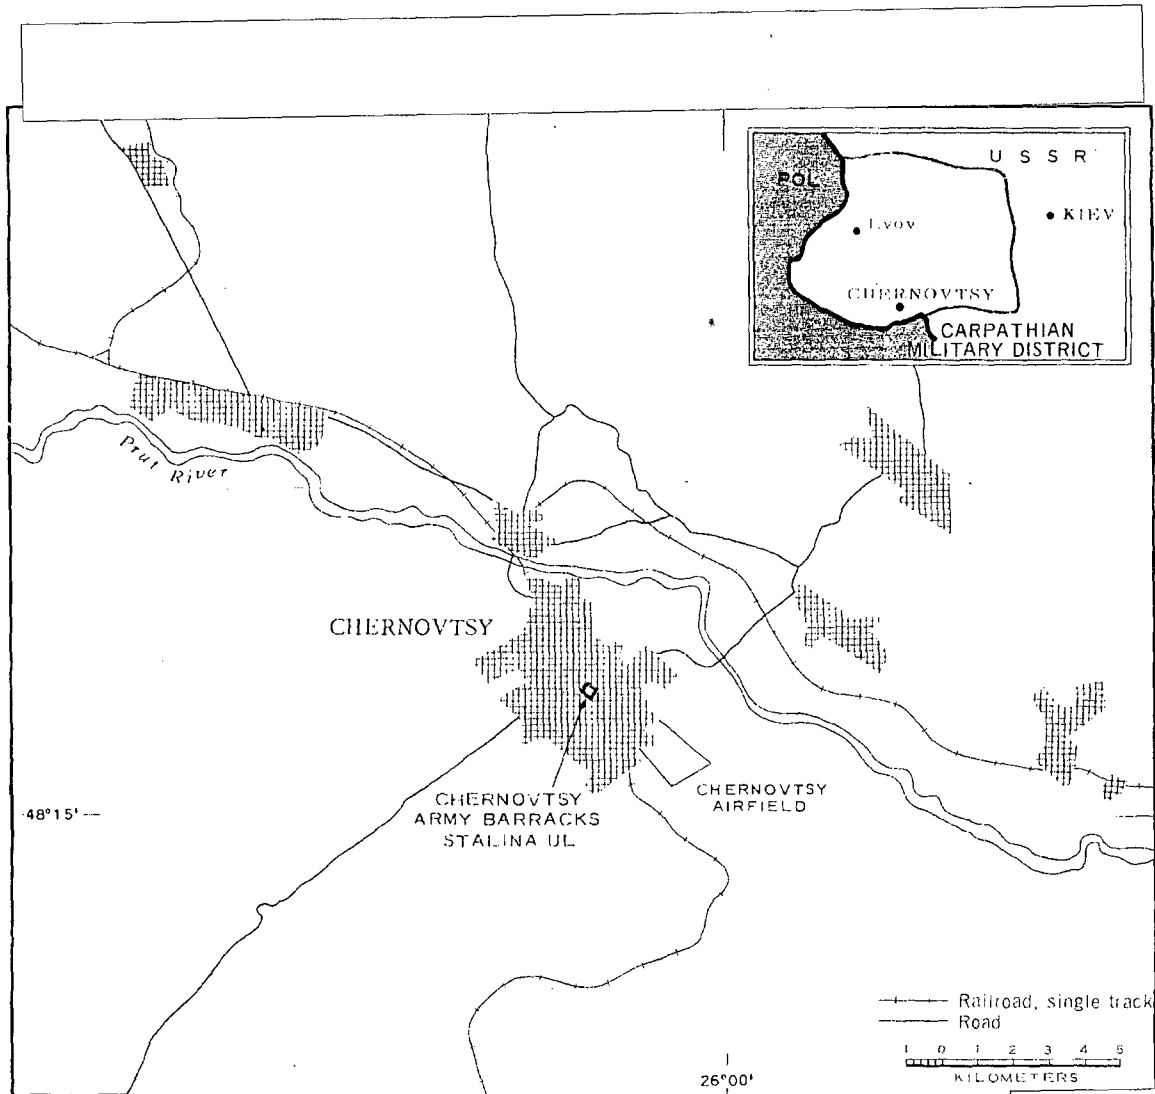 USSR
POL
KIEV
Lvov
CHERNOVTSY
CARPATHIAN
MILITARY DISTRICT
Prut River
CHERNOVTSY
CHERNOVTSY
ARMY BARRACKS
STALINA UL
CHERNOVTSY
AIRFIELD
48°15'
Railroad, single track
Road
1 0 1 2 3 4 5
KILOMETERS
26°00'